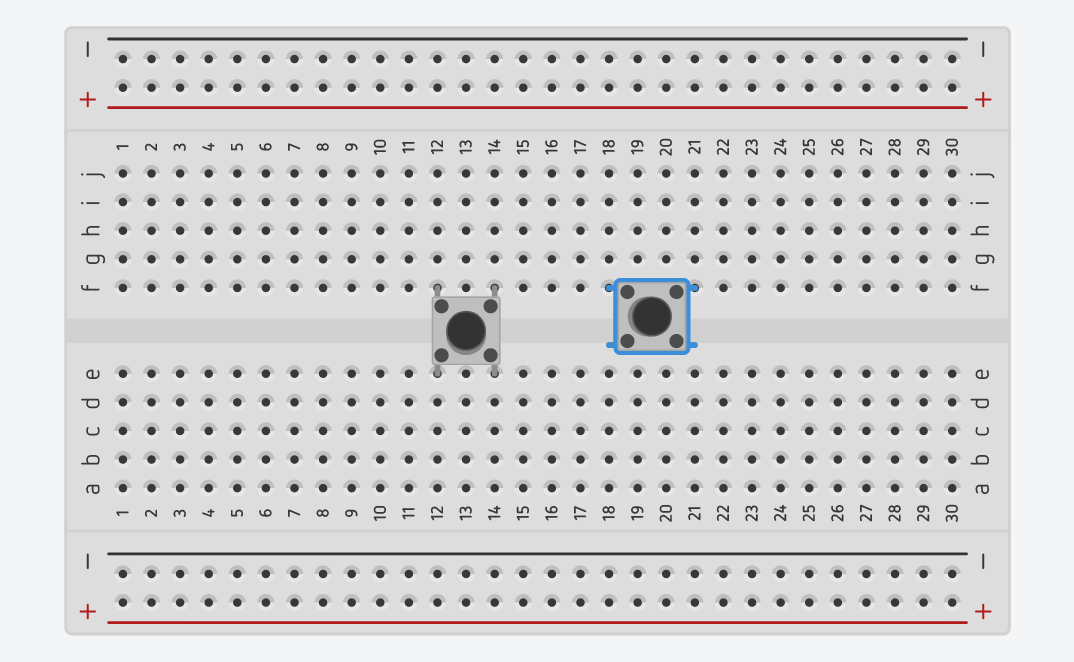 − −
+ +
1 2 3 4 5 6 7 8 9 10 11 12 13 14 15 16 17 18 19 20 21 22 23 24 25 26 27 28 29 30
j j
i i
h h
g g
f f
e e
d d
c c
b b
a a
1 2 3 4 5 6 7 8 9 10 11 12 13 14 15 16 17 18 19 20 21 22 23 24 25 26 27 28 29 30
− −
+ +